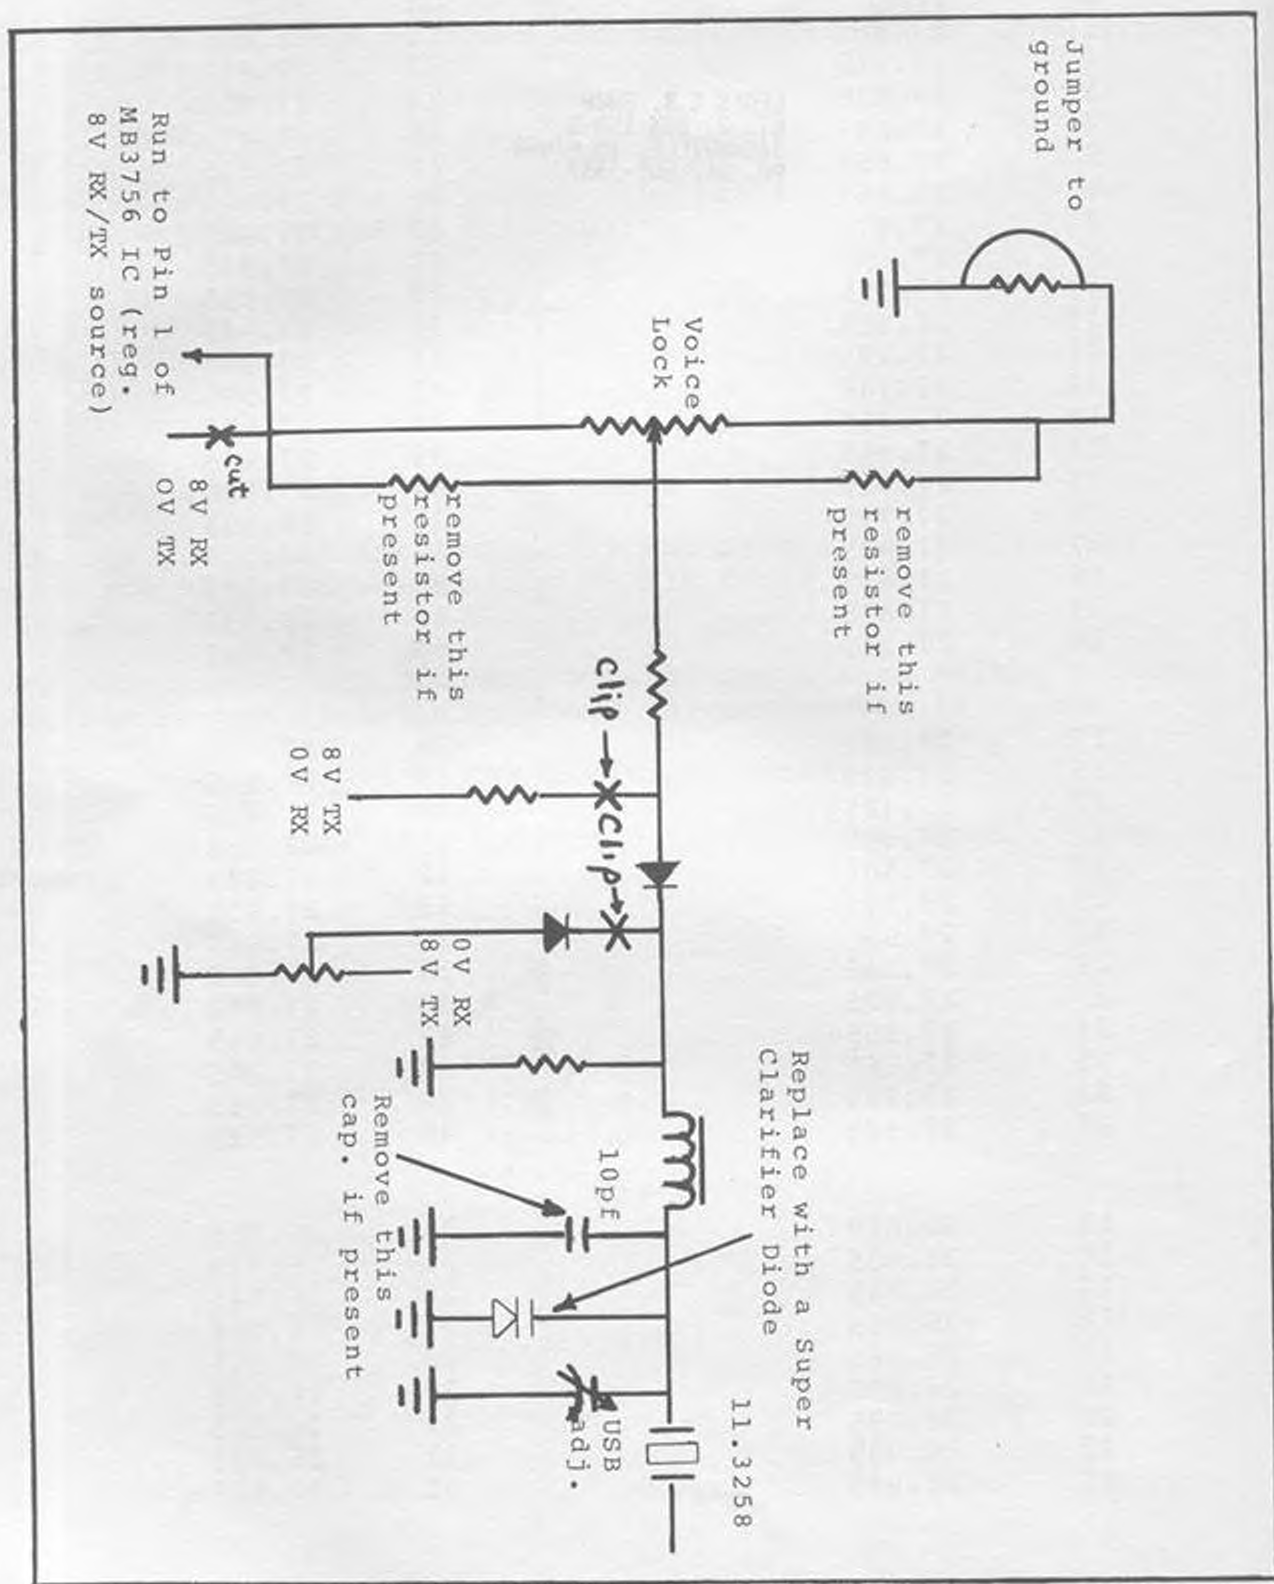 Jumper to
ground
Voice
Lock
Run to Pin 1 of
MB3756 IC (reg.
8V RX/TX source)
cut
8V RX
0V TX
remove this
resistor if
present
remove this
resistor if
present
clip
8V TX
0V RX
Clip
0V RX
8V TX
Replace with a Super
Clarifier Diode
10pf
Remove this
cap. if present
11.3258
USB
adj.